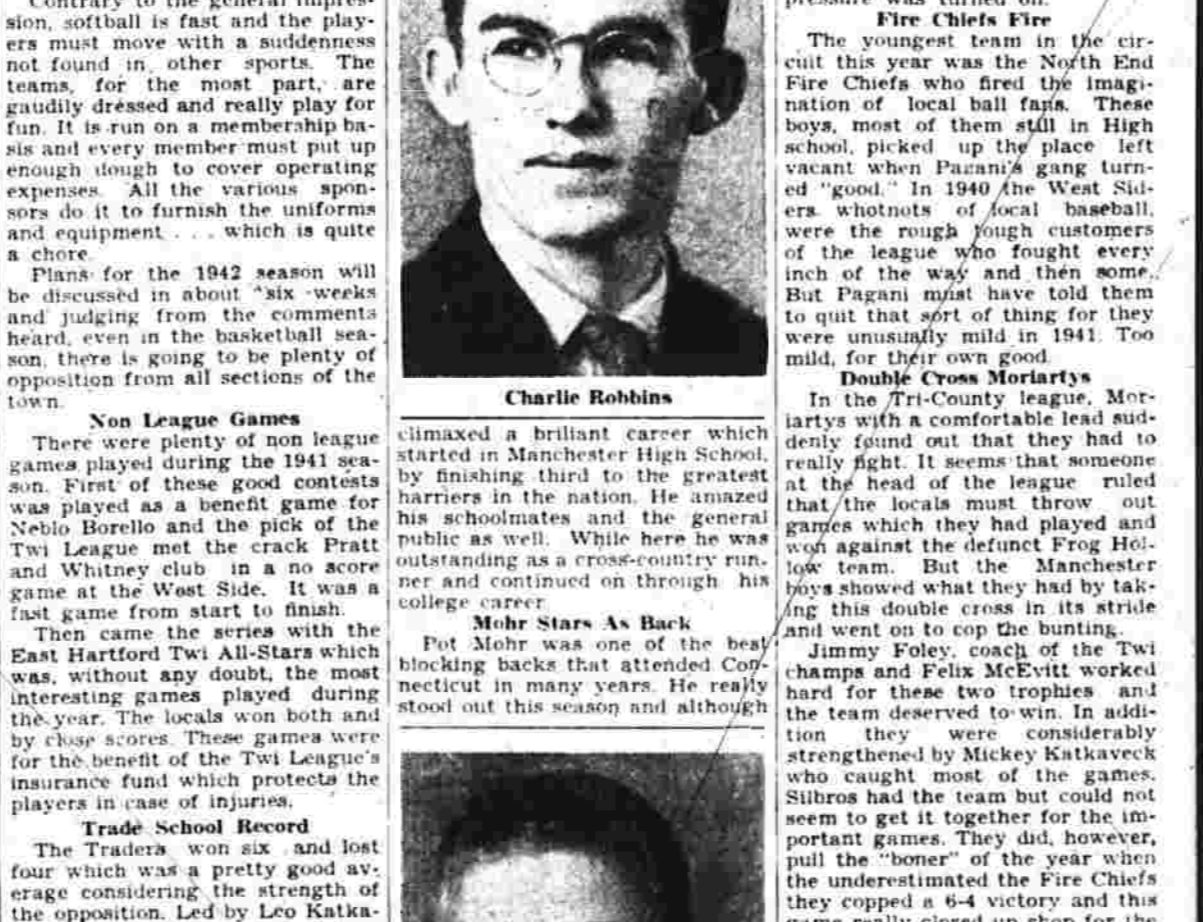 Contrary to the general impres-
sion, softball is fast and the play-
ers must move with a suddenness
not found in other sports. The
teams, for the most part, are
gaudily dressed and really play for
fun. It is run on a membership ba-
sis and every member must put up
enough dough to cover operating
expenses. All the various spon-
sors do it to furnish the uniforms
and equipment . . . which is quite
a chore.
Plans for the 1942 season will
be discussed in about six weeks
and judging from the comments
heard, even in the basketball sea-
son, there is going to be plenty of
opposition from all sections of the
town.
Non League Games
There were plenty of non league
games played during the 1941 sea-
son. First of these good contests
was played as a benefit game for
Neblo Borello and the pick of the
Twi League met the crack Pratt
and Whitney club in a no score
game at the West Side. It was a
fast game from start to finish.
Then came the series with the
East Hartford Twi All-Stars which
was, without any doubt, the most
interesting games played during
the year. The locals won both and
by close scores. These games were
for the benefit of the Twi League's
insurance fund which protects the
players in case of injuries.
Trade School Record
The Traders won six and lost
four which was a pretty good av-
erage considering the strength of
the opposition. Led by Leo Katka-
Charlie Robbins
climaxed a briliant career which
started in Manchester High School,
by finishing third to the greatest
harriers in the nation. He amazed
his schoolmates and the general
public as well. While here he was
outstanding as a cross-country run-
ner and continued on through his
college career
Mohr Stars As Back
Pot Mohr was one of the best
blocking backs that attended Con-
necticut in many years. He really
stood out this season and although
pressure was turned on.
Fire Chiefs Fire
The youngest team in the cir-
cuit this year was the North End
Fire Chiefs who fired the imagi-
nation of local ball fans. These
boys, most of them still in High
school, picked up the place left
vacant when Pagani's gang turn-
ed "good." In 1940 the West Sid-
ers whotnots of local baseball,
were the rough tough customers
of the league who fought every
inch of the way and then some.
But Pagani must have told them
to quit that sort of thing for they
were unusually mild in 1941. Too
mild, for their own good.
Double Cross Moriartys
In the Tri-County league, Mor-
iartys with a comfortable lead sud-
denly found out that they had to
really fight. It seems that someone
at the head of the league ruled
that the locals must throw out
games which they had played and
won against the defunct Frog Hol-
low team. But the Manchester
boys showed what they had by tak-
ing this double cross in its stride
and went on to cop the bunting.
Jimmy Foley, coach of the Twi
champs and Felix McEvitt worked
hard for these two trophies and
the team deserved to win. In addi-
tion they were considerably
strengthened by Mickey Katkaveck
who caught most of the games.
Silbros had the team but could not
seem to get it together for the im-
portant games. They did, however,
pull the "boner" of the year when
the underestimated the Fire Chiefs
they copped a 6-4 victory and this
game really closed up shop for the